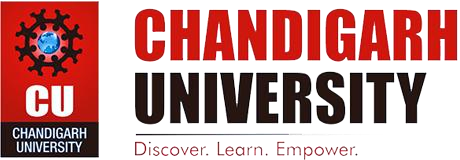 CU
CHANDIGARH
UNIVERSITY
CHANDIGARH
UNIVERSITY
Discover. Learn. Empower.